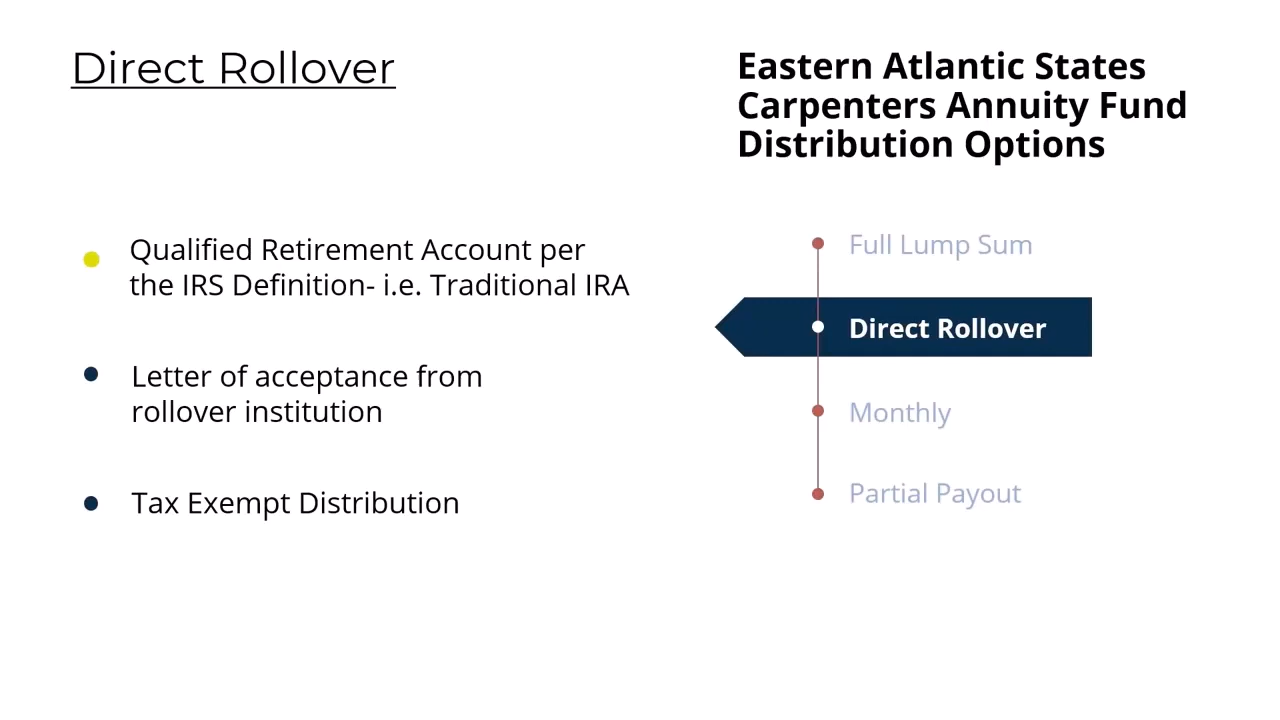 Direct Rollover
Qualified Retirement Account per
the IRS Definition- i.e. Traditional IRA
Letter of acceptance from
rollover institution
Tax Exempt Distribution
Eastern Atlantic States
Carpenters Annuity Fund
Distribution Options
Full Lump Sum
Direct Rollover
Monthly
Partial Payout